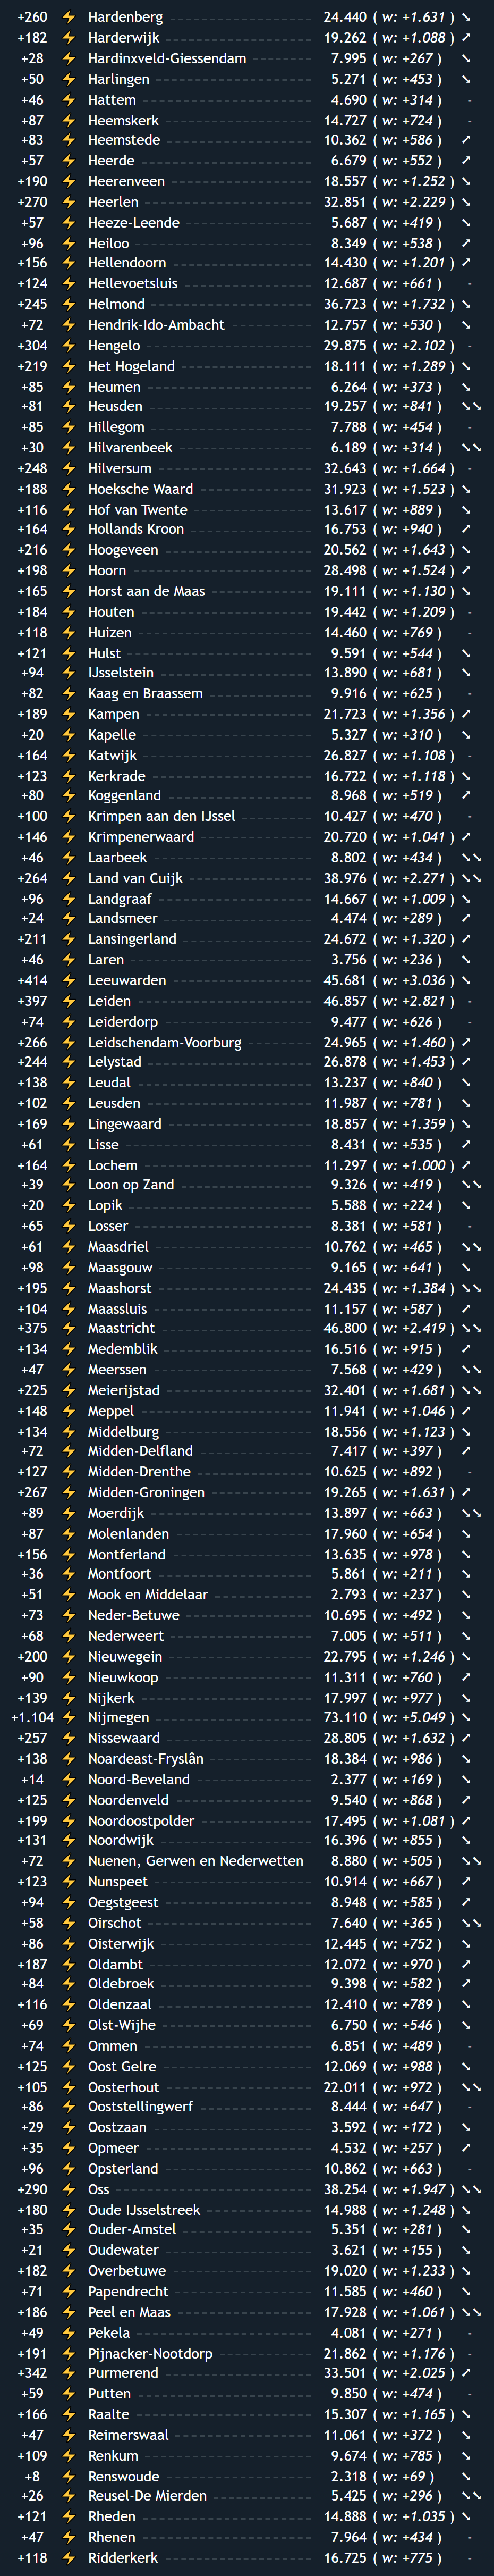 +260 ⚡ Hardenberg 24.440 ( w: +1.631 ) ➘
+182 ⚡ Harderwijk 19.262 ( w: +1.088 ) ➚
+28 ⚡ Hardinxveld-Giessendam 7.995 ( w: +267 ) ➘
+50 ⚡ Harlingen 5.271 ( w: +453 ) ➘
+46 ⚡ Hattem 4.690 ( w: +314 ) -
+87 ⚡ Heemskerk 14.727 ( w: +724 ) -
+83 ⚡ Heemstede 10.362 ( w: +586 ) ➚
+57 ⚡ Heerde 6.679 ( w: +552 ) ➚
+190 ⚡ Heerenveen 18.557 ( w: +1.252 ) ➘
+270 ⚡ Heerlen 32.851 ( w: +2.229 ) ➘
+57 ⚡ Heeze-Leende 5.687 ( w: +419 ) ➘
+96 ⚡ Heiloo 8.349 ( w: +538 ) ➚
+156 ⚡ Hellendoorn 14.430 ( w: +1.201 ) ➚
+124 ⚡ Hellevoetsluis 12.687 ( w: +661 ) -
+245 ⚡ Helmond 36.723 ( w: +1.732 ) ➘
+72 ⚡ Hendrik-Ido-Ambacht 12.757 ( w: +530 ) ➘
+304 ⚡ Hengelo 29.875 ( w: +2.102 ) -
+219 ⚡ Het Hogeland 18.111 ( w: +1.289 ) ➘
+85 ⚡ Heumen 6.264 ( w: +373 ) ➘
+81 ⚡ Heusden 19.257 ( w: +841 ) ➘➘
+85 ⚡ Hillegom 7.788 ( w: +454 ) -
+30 ⚡ Hilvarenbeek 6.189 ( w: +314 ) ➘➘
+248 ⚡ Hilversum 32.643 ( w: +1.664 ) -
+188 ⚡ Hoeksche Waard 31.923 ( w: +1.523 ) ➘
+116 ⚡ Hof van Twente 13.617 ( w: +889 ) ➘
+164 ⚡ Hollands Kroon 16.753 ( w: +940 ) ➚
+216 ⚡ Hoogeveen 20.562 ( w: +1.643 ) ➘
+198 ⚡ Hoorn 28.498 ( w: +1.524 ) ➚
+165 ⚡ Horst aan de Maas 19.111 ( w: +1.130 ) ➘
+184 ⚡ Houten 19.442 ( w: +1.209 ) -
+118 ⚡ Huizen 14.460 ( w: +769 ) -
+121 ⚡ Hulst 9.591 ( w: +544 ) ➘
+94 ⚡ IJsselstein 13.890 ( w: +681 ) ➘
+82 ⚡ Kaag en Braassem 9.916 ( w: +625 ) -
+189 ⚡ Kampen 21.723 ( w: +1.356 ) ➚
+20 ⚡ Kapelle 5.327 ( w: +310 ) ➘
+164 ⚡ Katwijk 26.827 ( w: +1.108 ) -
+123 ⚡ Kerkrade 16.722 ( w: +1.118 ) ➘
+80 ⚡ Koggenland 8.968 ( w: +519 ) ➚
+100 ⚡ Krimpen aan den IJssel 10.427 ( w: +470 ) -
+146 ⚡ Krimpenerwaard 20.720 ( w: +1.041 ) ➚
+46 ⚡ Laarbeek 8.802 ( w: +434 ) ➘➘
+264 ⚡ Land van Cuijk 38.976 ( w: +2.271 ) ➘➘
+96 ⚡ Landgraaf 14.667 ( w: +1.009 ) ➘
+24 ⚡ Landsmeer 4.474 ( w: +289 ) ➚
+211 ⚡ Lansingerland 24.672 ( w: +1.320 ) ➚
+46 ⚡ Laren 3.756 ( w: +236 ) ➘
+414 ⚡ Leeuwarden 45.681 ( w: +3.036 ) ➘
+397 ⚡ Leiden 46.857 ( w: +2.821 ) -
+74 ⚡ Leiderdorp 9.477 ( w: +626 ) -
+266 ⚡ Leidschendam-Voorburg 24.965 ( w: +1.460 ) ➚
+244 ⚡ Lelystad 26.878 ( w: +1.453 ) ➚
+138 ⚡ Leudal 13.237 ( w: +840 ) ➘
+102 ⚡ Leusden 11.987 ( w: +781 ) ➘
+169 ⚡ Lingewaard 18.857 ( w: +1.359 ) ➘
+61 ⚡ Lisse 8.431 ( w: +535 ) ➚
+164 ⚡ Lochem 11.297 ( w: +1.000 ) ➚
+39 ⚡ Loon op Zand 9.326 ( w: +419 ) ➘➘
+20 ⚡ Lopik 5.588 ( w: +224 ) ➘
+65 ⚡ Losser 8.381 ( w: +581 ) -
+61 ⚡ Maasdriel 10.762 ( w: +465 ) ➘➘
+98 ⚡ Maasgouw 9.165 ( w: +641 ) ➘
+195 ⚡ Maashorst 24.435 ( w: +1.384 ) ➘➘
+104 ⚡ Maassluis 11.157 ( w: +587 ) ➚
+375 ⚡ Maastricht 46.800 ( w: +2.419 ) ➘➘
+134 ⚡ Medemblik 16.516 ( w: +915 ) ➚
+47 ⚡ Meerssen 7.568 ( w: +429 ) ➘➘
+225 ⚡ Meierijstad 32.401 ( w: +1.681 ) ➘➘
+148 ⚡ Meppel 11.941 ( w: +1.046 ) ➚
+134 ⚡ Middelburg 18.556 ( w: +1.123 ) ➘
+72 ⚡ Midden-Delfland 7.417 ( w: +397 ) ➚
+127 ⚡ Midden-Drenthe 10.625 ( w: +892 ) -
+267 ⚡ Midden-Groningen 19.265 ( w: +1.631 ) ➚
+89 ⚡ Moerdijk 13.897 ( w: +663 ) ➘➘
+87 ⚡ Molenlanden 17.960 ( w: +654 ) ➘
+156 ⚡ Montferland 13.635 ( w: +978 ) ➘
+36 ⚡ Montfoort 5.861 ( w: +211 ) ➘
+51 ⚡ Mook en Middelaar 2.793 ( w: +237 ) ➘
+73 ⚡ Neder-Betuwe 10.695 ( w: +492 ) ➘
+68 ⚡ Nederweert 7.005 ( w: +511 ) ➘
+200 ⚡ Nieuwegein 22.795 ( w: +1.246 ) ➘
+90 ⚡ Nieuwkoop 11.311 ( w: +760 ) ➚
+139 ⚡ Nijkerk 17.997 ( w: +977 ) ➘
+1.104 ⚡ Nijmegen 73.110 ( w: +5.049 ) ➘
+257 ⚡ Nissewaard 28.805 ( w: +1.632 ) ➚
+138 ⚡ Noardeast-Fryslân 18.384 ( w: +986 ) ➘
+14 ⚡ Noord-Beveland 2.377 ( w: +169 ) ➘
+125 ⚡ Noordenveld 9.540 ( w: +868 ) ➚
+199 ⚡ Noordoostpolder 17.495 ( w: +1.081 ) ➚
+131 ⚡ Noordwijk 16.396 ( w: +855 ) ➘
+72 ⚡ Nuenen, Gerwen en Nederwetten 8.880 ( w: +505 ) ➘➘
+123 ⚡ Nunspeet 10.914 ( w: +667 ) ➚
+94 ⚡ Oegstgeest 8.948 ( w: +585 ) ➚
+58 ⚡ Oirschot 7.640 ( w: +365 ) ➘➘
+86 ⚡ Oisterwijk 12.445 ( w: +752 ) ➘
+187 ⚡ Oldambt 12.072 ( w: +970 ) ➚
+84 ⚡ Oldebroek 9.398 ( w: +582 ) ➚
+116 ⚡ Oldenzaal 12.410 ( w: +789 ) ➘
+69 ⚡ Olst-Wijhe 6.750 ( w: +546 ) ➘
+74 ⚡ Ommen 6.851 ( w: +489 ) -
+125 ⚡ Oost Gelre 12.069 ( w: +988 ) ➘
+105 ⚡ Oosterhout 22.011 ( w: +972 ) ➘➘
+86 ⚡ Ooststellingwerf 8.444 ( w: +647 ) -
+29 ⚡ Oostzaan 3.592 ( w: +172 ) ➘
+35 ⚡ Opmeer 4.532 ( w: +257 ) ➚
+96 ⚡ Opsterland 10.862 ( w: +663 ) -
+290 ⚡ Oss 38.254 ( w: +1.947 ) ➘➘
+180 ⚡ Oude IJsselstreek 14.988 ( w: +1.248 ) ➘
+35 ⚡ Ouder-Amstel 5.351 ( w: +281 ) ➘
+21 ⚡ Oudewater 3.621 ( w: +155 ) ➘
+182 ⚡ Overbetuwe 19.020 ( w: +1.233 ) ➘
+71 ⚡ Papendrecht 11.585 ( w: +460 ) ➘
+186 ⚡ Peel en Maas 17.928 ( w: +1.061 ) ➘➘
+49 ⚡ Pekela 4.081 ( w: +271 ) -
+191 ⚡ Pijnacker-Nootdorp 21.862 ( w: +1.176 ) -
+342 ⚡ Purmerend 33.501 ( w: +2.025 ) ➚
+59 ⚡ Putten 9.850 ( w: +474 ) -
+166 ⚡ Raalte 15.307 ( w: +1.165 ) ➘
+47 ⚡ Reimerswaal 11.061 ( w: +372 ) ➘
+109 ⚡ Renkum 9.674 ( w: +785 ) ➘
+8 ⚡ Renswoude 2.318 ( w: +69 ) ➘
+26 ⚡ Reusel-De Mierden 5.425 ( w: +296 ) ➘➘
+121 ⚡ Rheden 14.888 ( w: +1.035 ) ➘
+47 ⚡ Rhenen 7.964 ( w: +434 ) -
+118 ⚡ Ridderkerk 16.725 ( w: +775 ) -